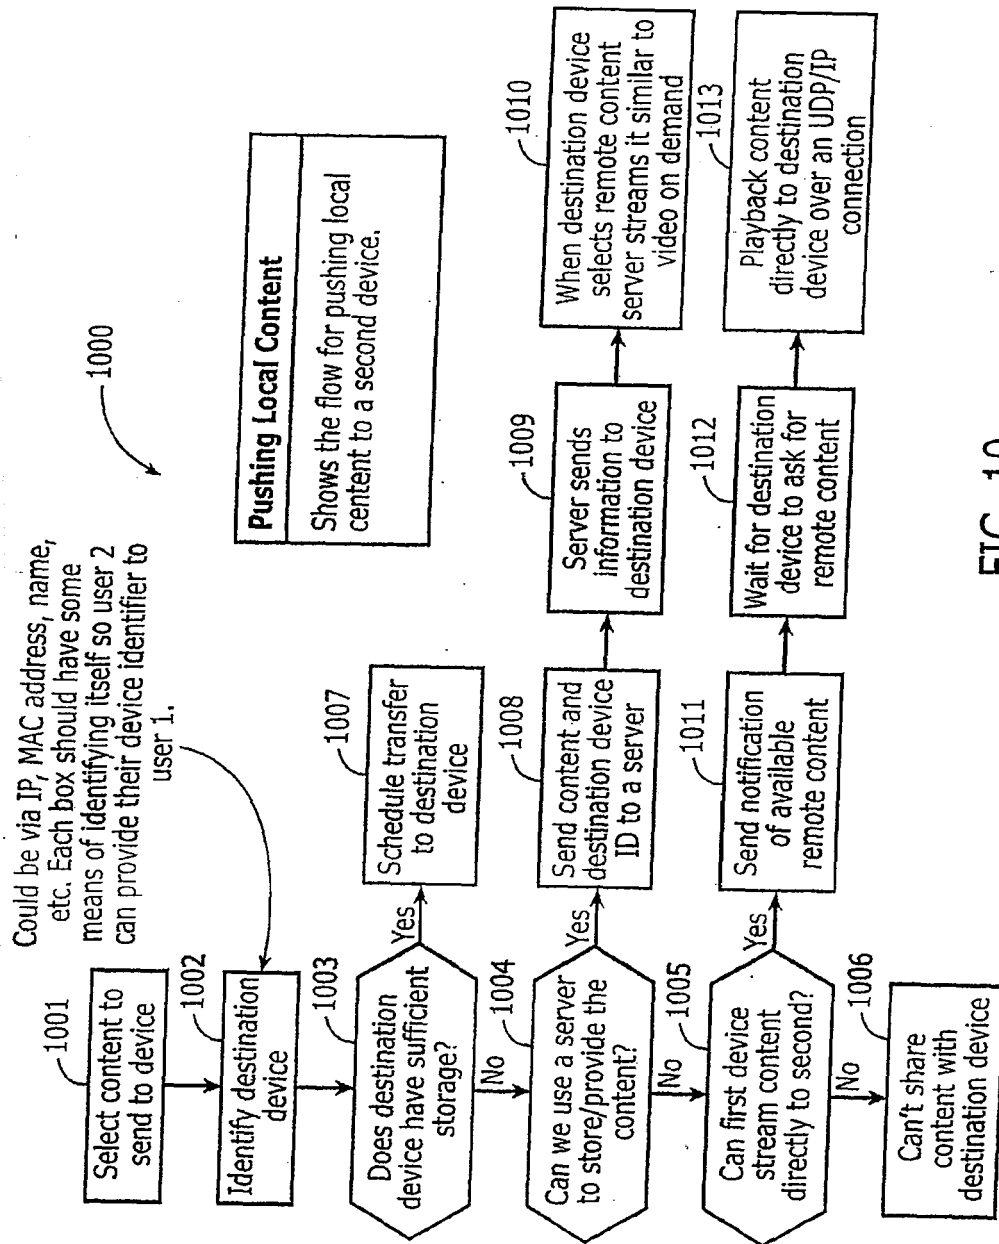 Could be via IP, MAC address, name,
etc. Each box should have some
means of identifying itself so user 2
can provide their device identifier to
user 1.
1000
Pushing Local Content
Shows the flow for pushing local
centent to a second device.
1001
Select content to
send to device
1002
Identify destination
device
1003
Does destination
device have sufficient
storage?
Yes
No
1007
Schedule transfer
to destination
device
1004
Can we use a server
to store/provide the
content?
Yes
No
1008
Send content and
destination device
ID to a server
1009
Server sends
information to
destination device
1010
When destination device
selects remote content
server streams it similar to
video on demand
1005
Can first device
stream content
directly to second?
Yes
No
1011
Send notification
of available
remote content
1012
Wait for destination
device to ask for
remote content
1013
Playback content
directly to destination
device over an UDP/IP
connection
1006
Can't share
content with
destination device
FIG. 10